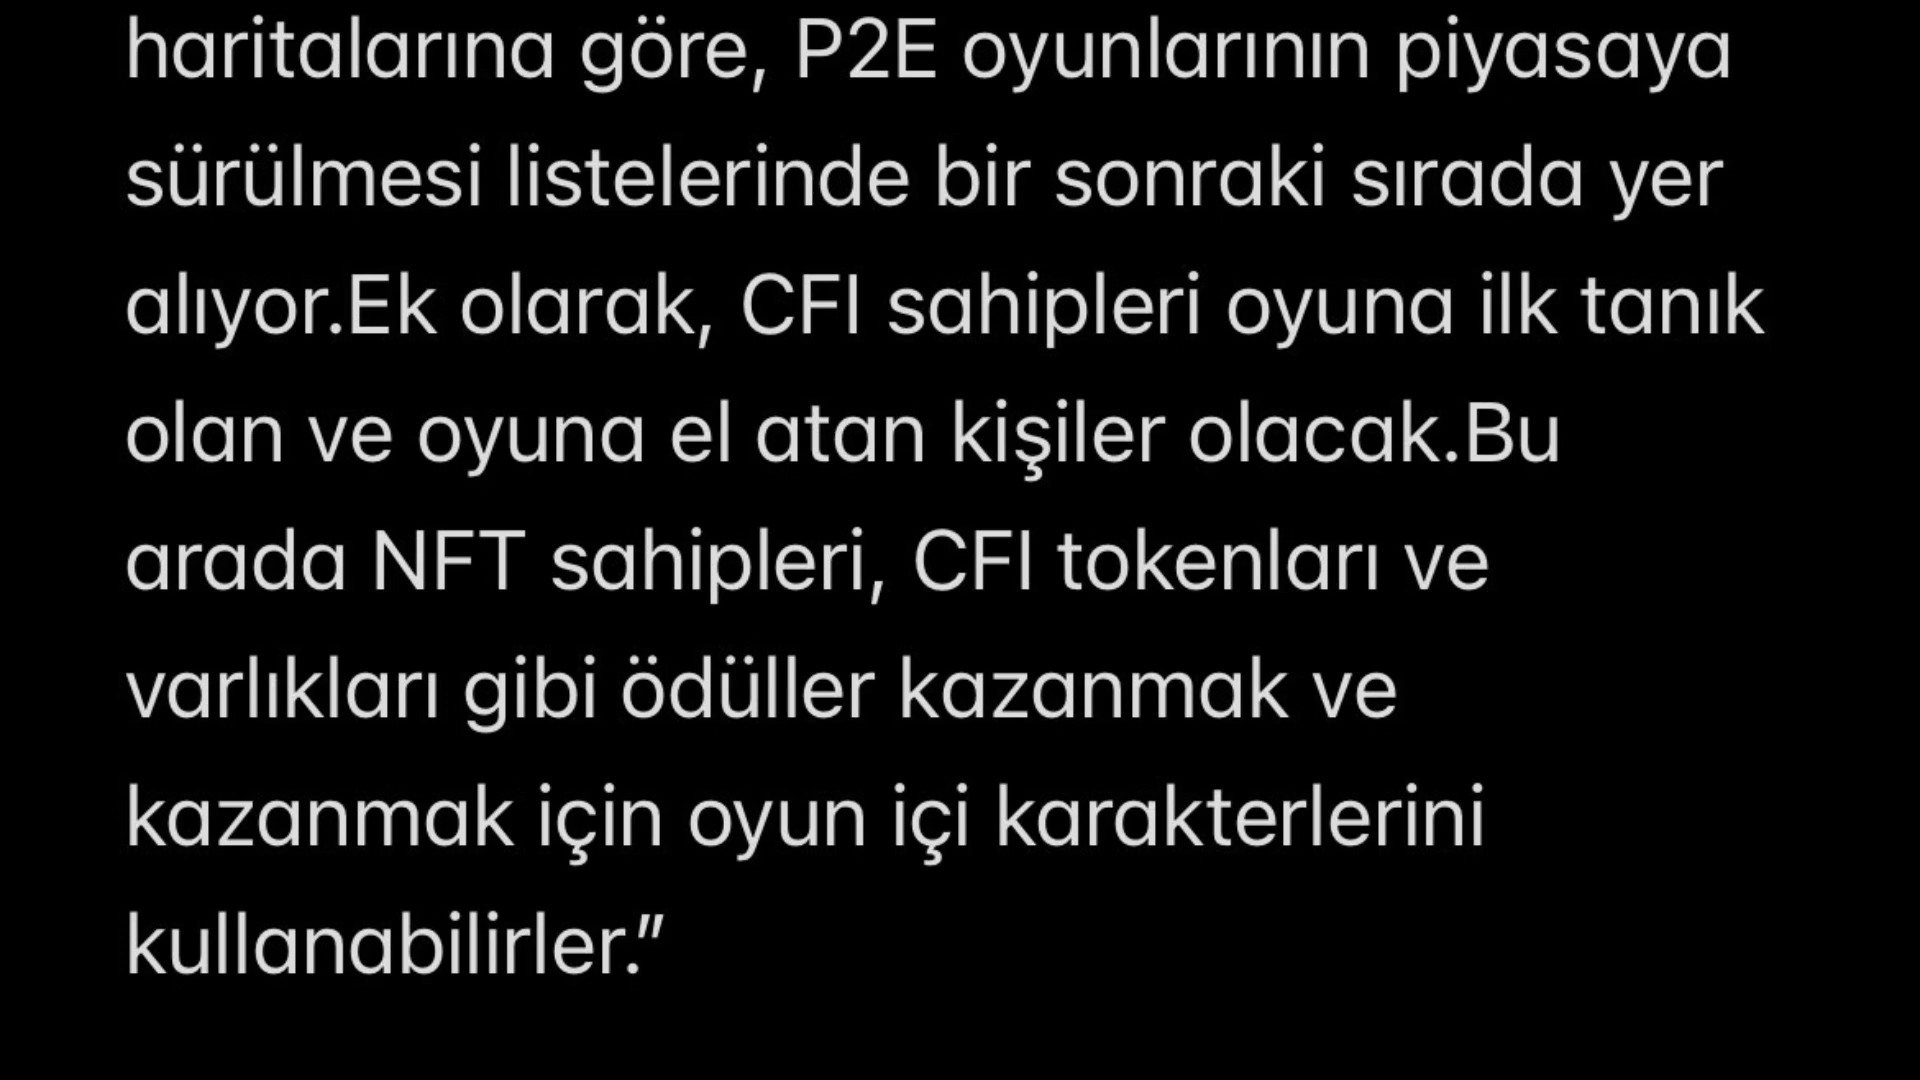 haritalarına göre, P2E oyunlarının piyasaya
sürülmesi listelerinde bir sonraki sırada yer
alıyor.Ek olarak, CFI sahipleri oyuna ilk tanık
olan ve oyuna el atan kişiler olacak.Bu
arada NFT sahipleri, CFI tokenları ve
varlıkları gibi ödüller kazanmak ve
kazanmak için oyun içi karakterlerini
kullanabilirler.”